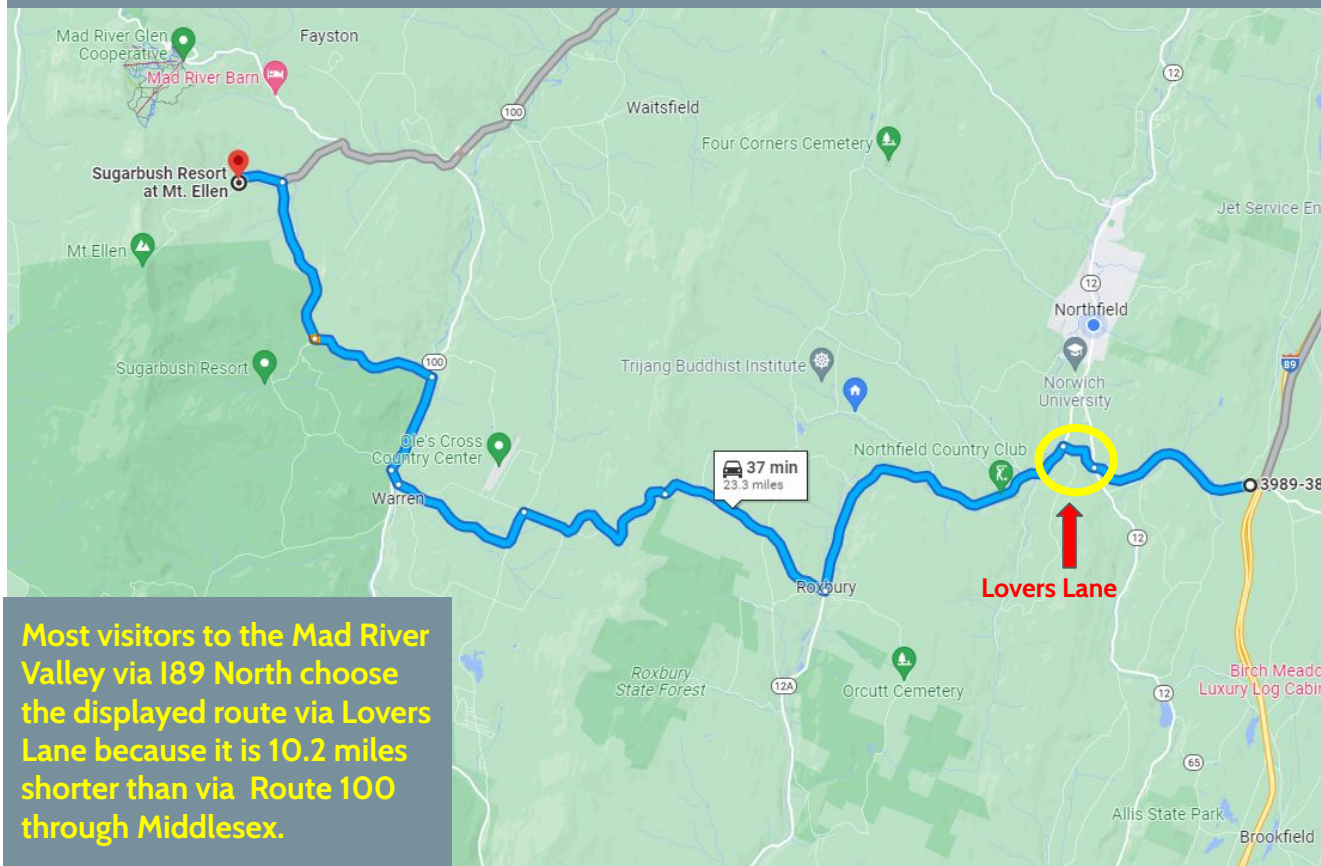 Mad River Glen
Cooperative
Fayston
Mad River Barn
12
100
Waitsfield
Four Corners Cemetery
Sugarbush Resort
at Mt. Ellen
Jet Service En
Mt Ellen
12
Northfield
Sugarbush Resort
100
Trijang Buddhist Institute
89
Norwich
University
Ole's Cross
Country Center
Northfield Country Club
37 min
23.3 miles
3989-38
Warren
12
Roxbury
Lovers Lane
Most visitors to the Mad River
Valley via I89 North choose
the displayed route via Lovers
Lane because it is 10.2 miles
shorter than via Route 100
through Middlesex.
Roxbury
State Forest
12A
Orcutt Cemetery
Birch Meado
Luxury Log Cabin
12
65
Allis State Park
Brookfield